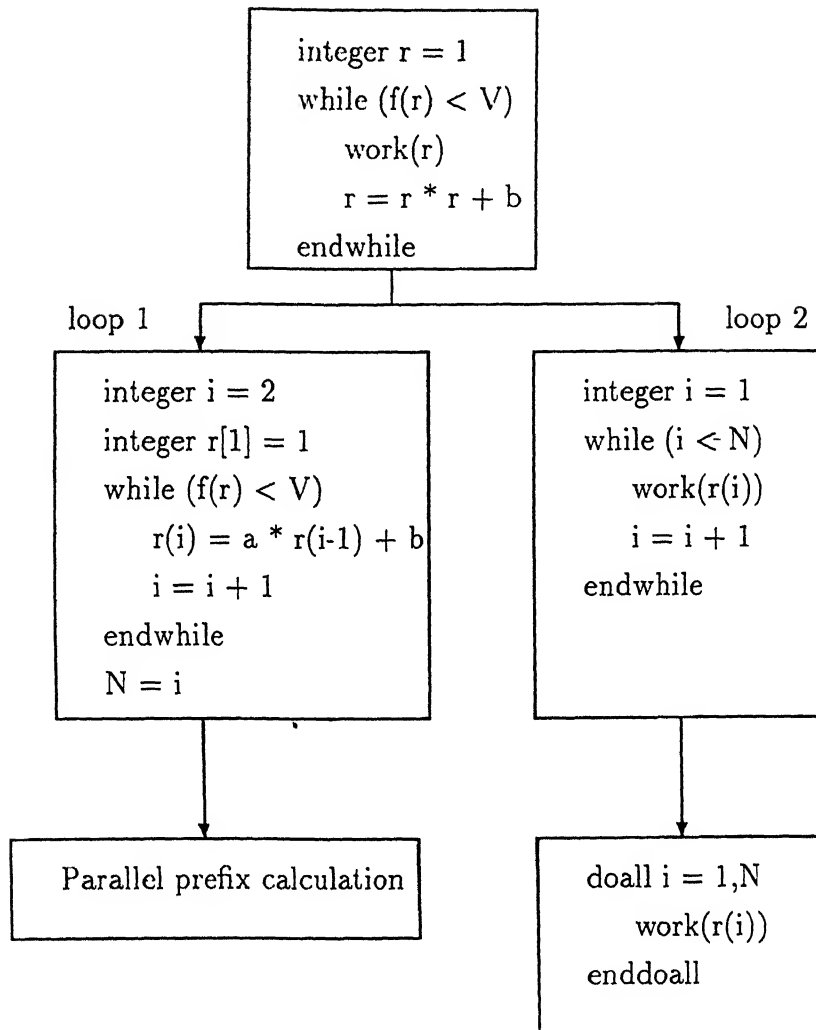 integer r = 1
while (f(r) < V)
work(r)
r = r * r + b
endwhile
loop 1
loop 2
integer i = 2
integer r[1] = 1
while (f(r) < V)
r(i) = a * r(i-1) + b
i = i + 1
endwhile
N = i
integer i = 1
while (i < N)
work(r(i))
i = i + 1
endwhile
Parallel prefix calculation
doall i = 1,N
work(r(i))
enddoall